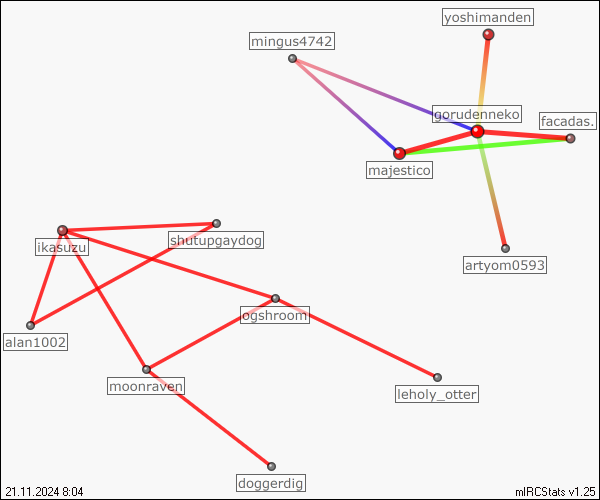 yoshimanden
mingus4742
gorudenneko
facadas.
majestico
shutupgaydog
ikasuzu
artyom0593
ogshroom
alan1002
moonraven
leholy_otter
doggerdig
21.11.2024 8:04
mIRCStats v1.25